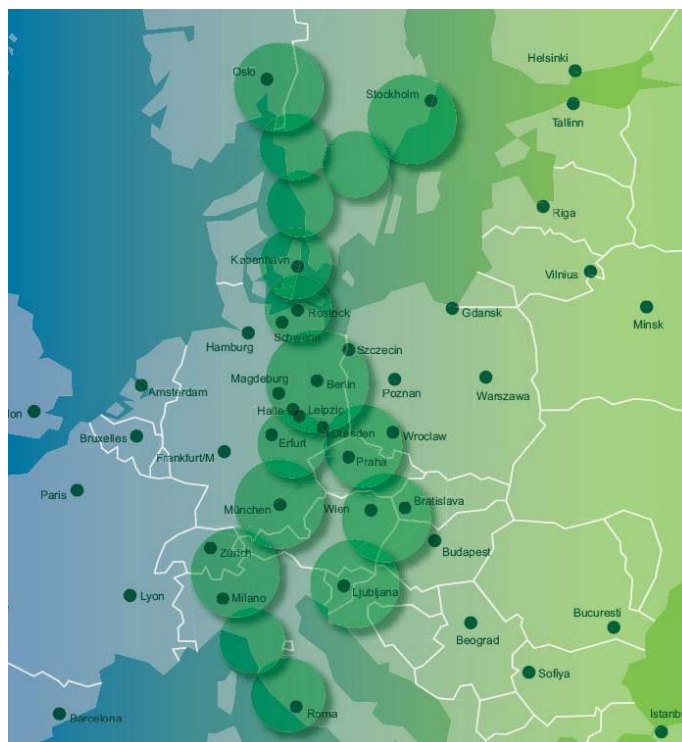 Helsinki
Oslo
Stockholm
Tallinn
Riga
København
Vilnius
Rostock
Gdansk
Minsk
Schwerin
Hamburg
Szczecin
Berlin
Magdeburg
Poznan
Warszawa
Amsterdam
Halle
Leipzig
don
Dresden
Wroclaw
Bruxelles
Erfurt
Frankfurt/M
Praha
Paris
München
Wien
Bratislava
Zürich
Budapest
Lyon
Milano
Ljubljana
Bucuresti
Beograd
Sofiya
Roma
Barcelona
Istanb